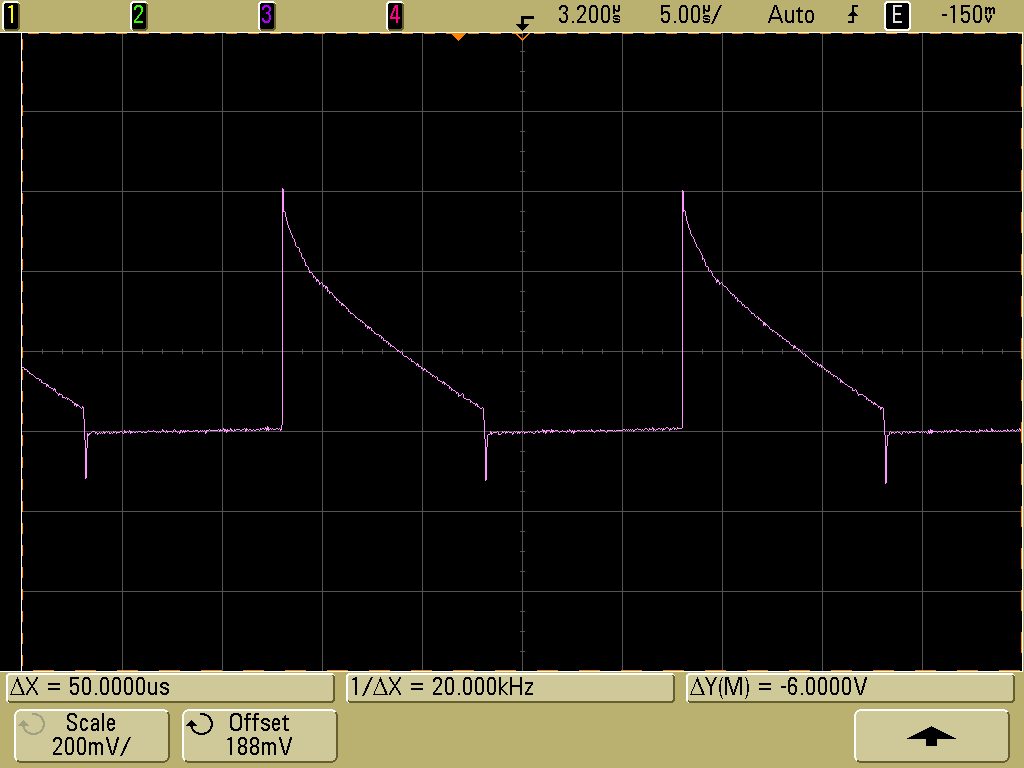 1 2 3 4 3.200µs 5.00µs/ Auto E -150mV
ΔX = 50.0000us 1/ΔX = 20.000kHz ΔY(M) = -6.0000V
Scale Offset
200mV/ 188mV